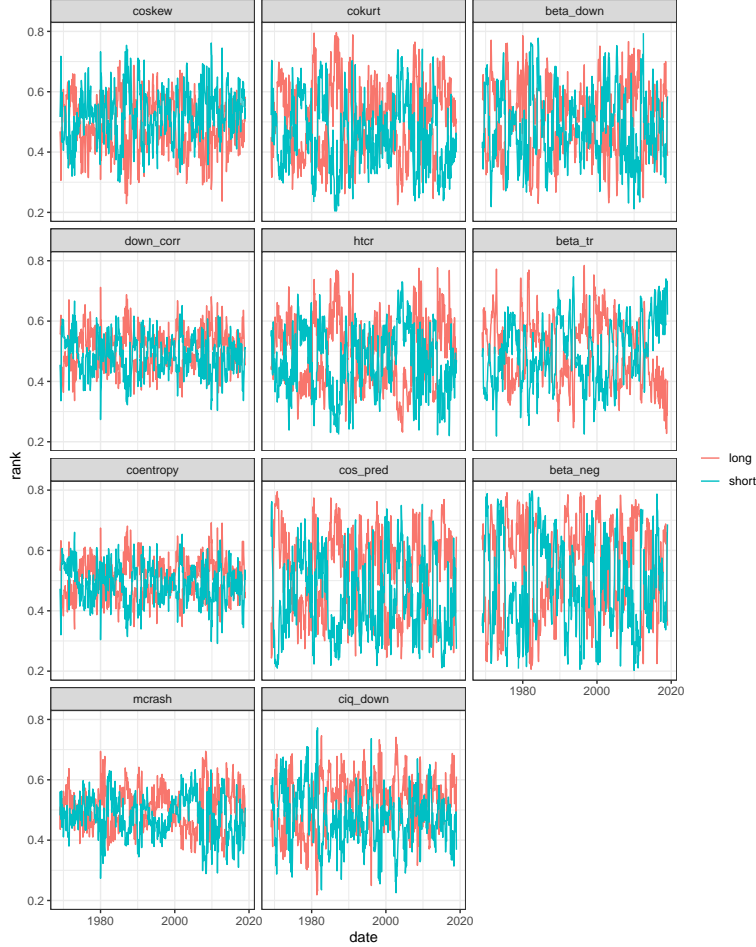 coskew cokurt beta_down
0.8
0.6
0.4
0.2
down_corr htcr beta_tr
0.8
0.6
0.4
0.2
rank
long
short
coentropy cos_pred beta_neg
0.8
0.6
0.4
0.2
1980 2000 2020
mcrash ciq_down
0.8
0.6
0.4
0.2
1980 2000 2020 1980 2000 2020
date